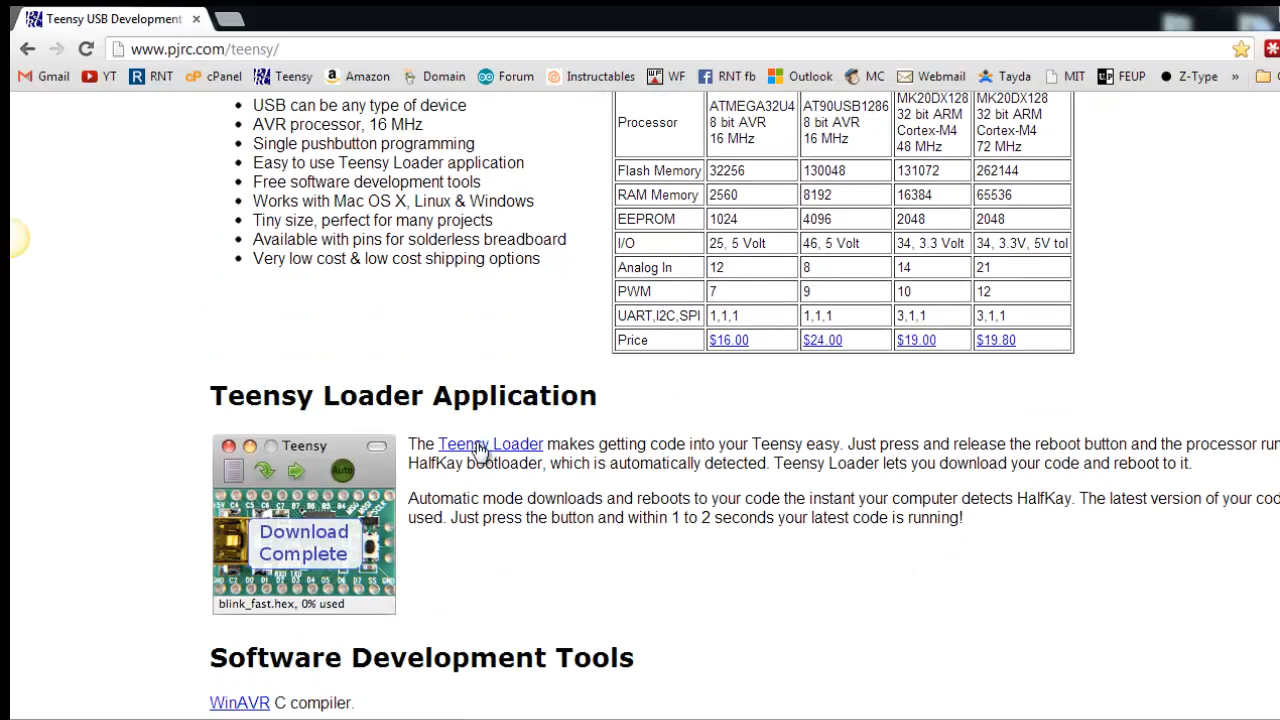 Teensy USB Development
www.pjrc.com/teensy/
Gmail YT RNT cPanel Teensy Amazon Domain Forum Instructables WF RNT fb Outlook MC Webmail Tayda MIT FEUP Z-Type »
USB can be any type of device
AVR processor, 16 MHz
Single pushbutton programming
Easy to use Teensy Loader application
Free software development tools
Works with Mac OS X, Linux & Windows
Tiny size, perfect for many projects
Available with pins for solderless breadboard
Very low cost & low cost shipping options
Processor
ATMEGA32U4
8 bit AVR
16 MHz
AT90USB1286
8 bit AVR
16 MHz
MK20DX128
32 bit ARM
Cortex-M4
48 MHz
MK20DX128
32 bit ARM
Cortex-M4
72 MHz
Flash Memory 32256 130048 131072 262144
RAM Memory 2560 8192 16384 65536
EEPROM 1024 4096 2048 2048
I/O 25, 5 Volt 46, 5 Volt 34, 3.3 Volt 34, 3.3V, 5V tol
Analog In 12 8 14 21
PWM 7 9 10 12
UART,I2C,SPI 1,1,1 1,1,1 3,1,1 3,1,1
Price $16.00 $24.00 $19.00 $19.80
Teensy Loader Application
Teensy
Auto
Download
Complete
blink_fast.hex, 0% used
The Teensy Loader makes getting code into your Teensy easy. Just press and release the reboot button and the processor run
HalfKay bootloader, which is automatically detected. Teensy Loader lets you download your code and reboot to it.
Automatic mode downloads and reboots to your code the instant your computer detects HalfKay. The latest version of your cod
used. Just press the button and within 1 to 2 seconds your latest code is running!
Software Development Tools
WinAVR C compiler.